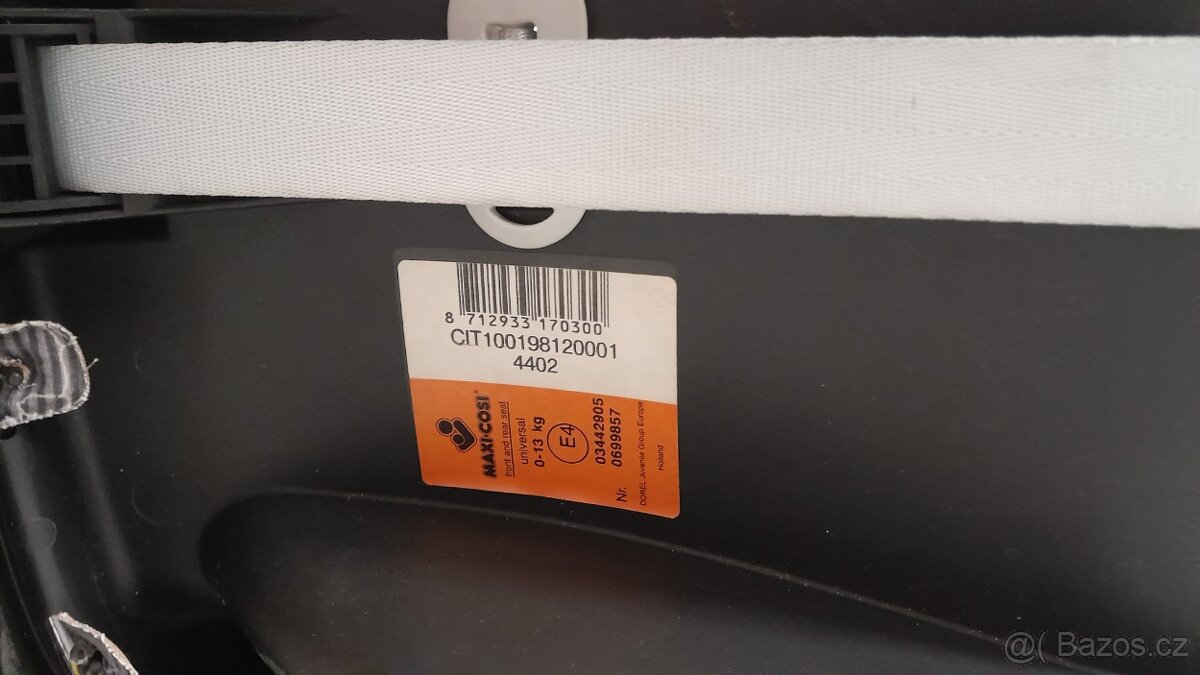 8 712933 170300
CIT100198120001
4402
MAXI-COSI
front and rear seat
universal
0-13 kg
E4
03442905
Nr. 0699857
DOREL Juvenile Group Europe
Holland
@( Bazos.cz